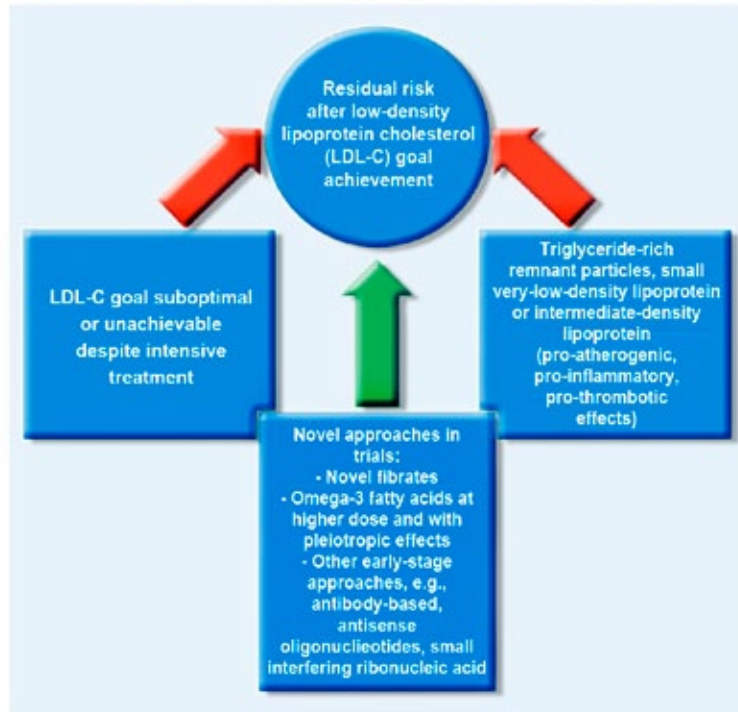 Residual risk
after low-density
lipoprotein cholesterol
(LDL-C) goal
achievement
LDL-C goal suboptimal
or unachievable
despite intensive
treatment
Triglyceride-rich
remnant particles, small
very-low-density lipoprotein
or intermediate-density
lipoprotein
(pro-atherogenic,
pro-inflammatory,
pro-thrombotic
effects)
Novel approaches in
trials:
- Novel fibrates
- Omega-3 fatty acids at
higher dose and with
pleiotropic effects
- Other early-stage
approaches, e.g.,
antibody-based,
antisense
oligonuclieotides, small
interfering ribonucleic acid